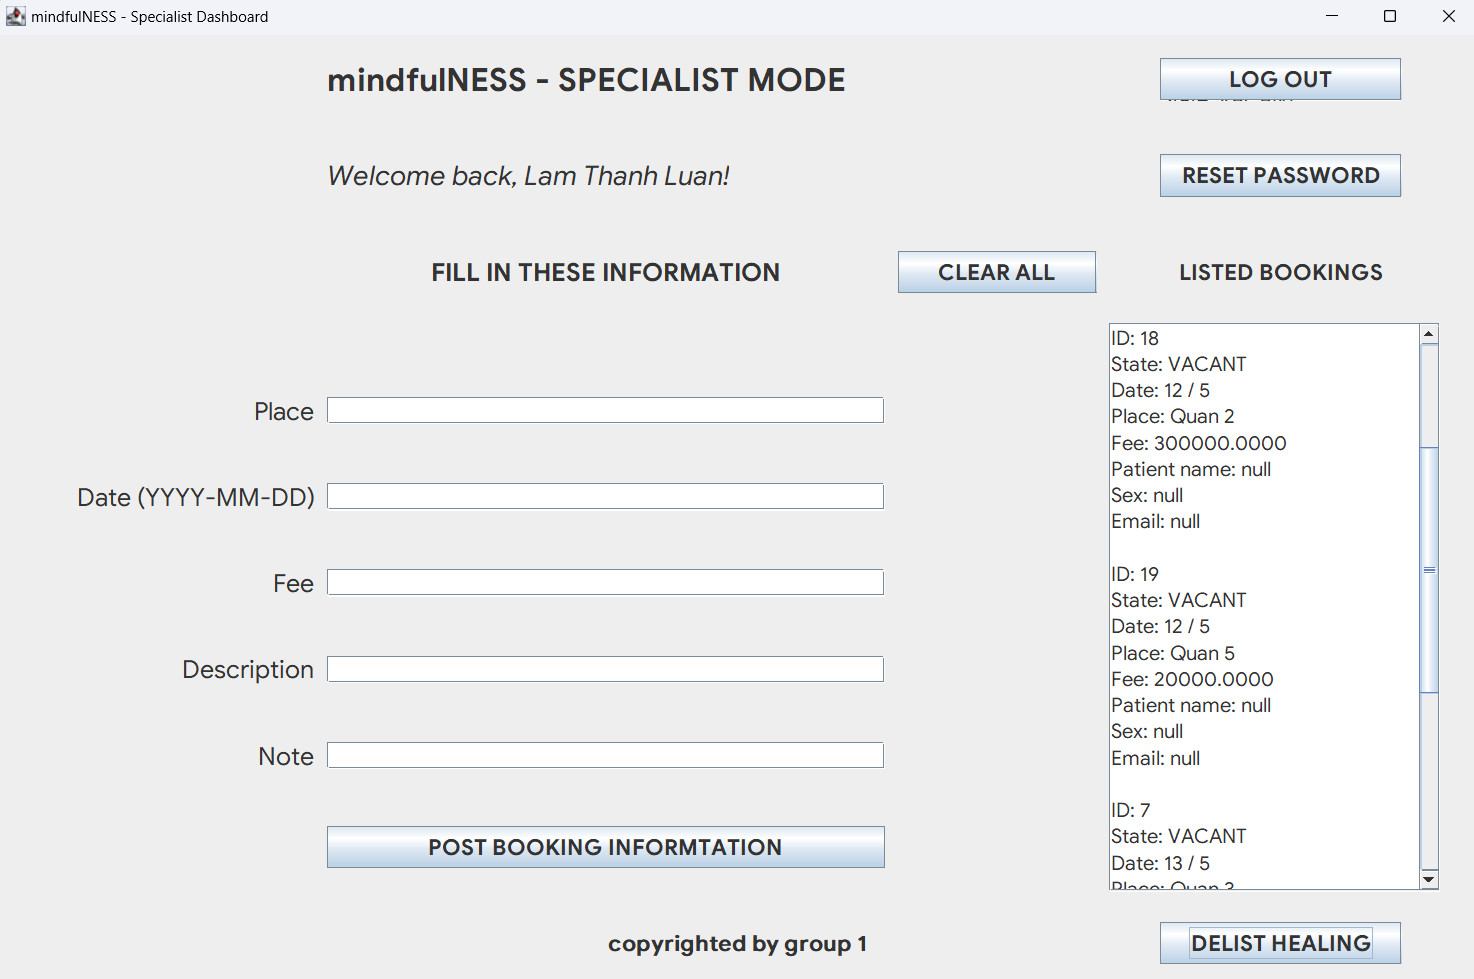 mindfulNESS - Specialist Dashboard
mindfulNESS - SPECIALIST MODE
LOG OUT
Welcome back, Lam Thanh Luan!
RESET PASSWORD
FILL IN THESE INFORMATION
CLEAR ALL
LISTED BOOKINGS
Place
Date (YYYY-MM-DD)
Fee
Description
Note
POST BOOKING INFORMTATION
ID: 18
State: VACANT
Date: 12 / 5
Place: Quan 2
Fee: 300000.0000
Patient name: null
Sex: null
Email: null
ID: 19
State: VACANT
Date: 12 / 5
Place: Quan 5
Fee: 20000.0000
Patient name: null
Sex: null
Email: null
ID: 7
State: VACANT
Date: 13 / 5
Place: Quan 3
copyrighted by group 1
DELIST HEALING